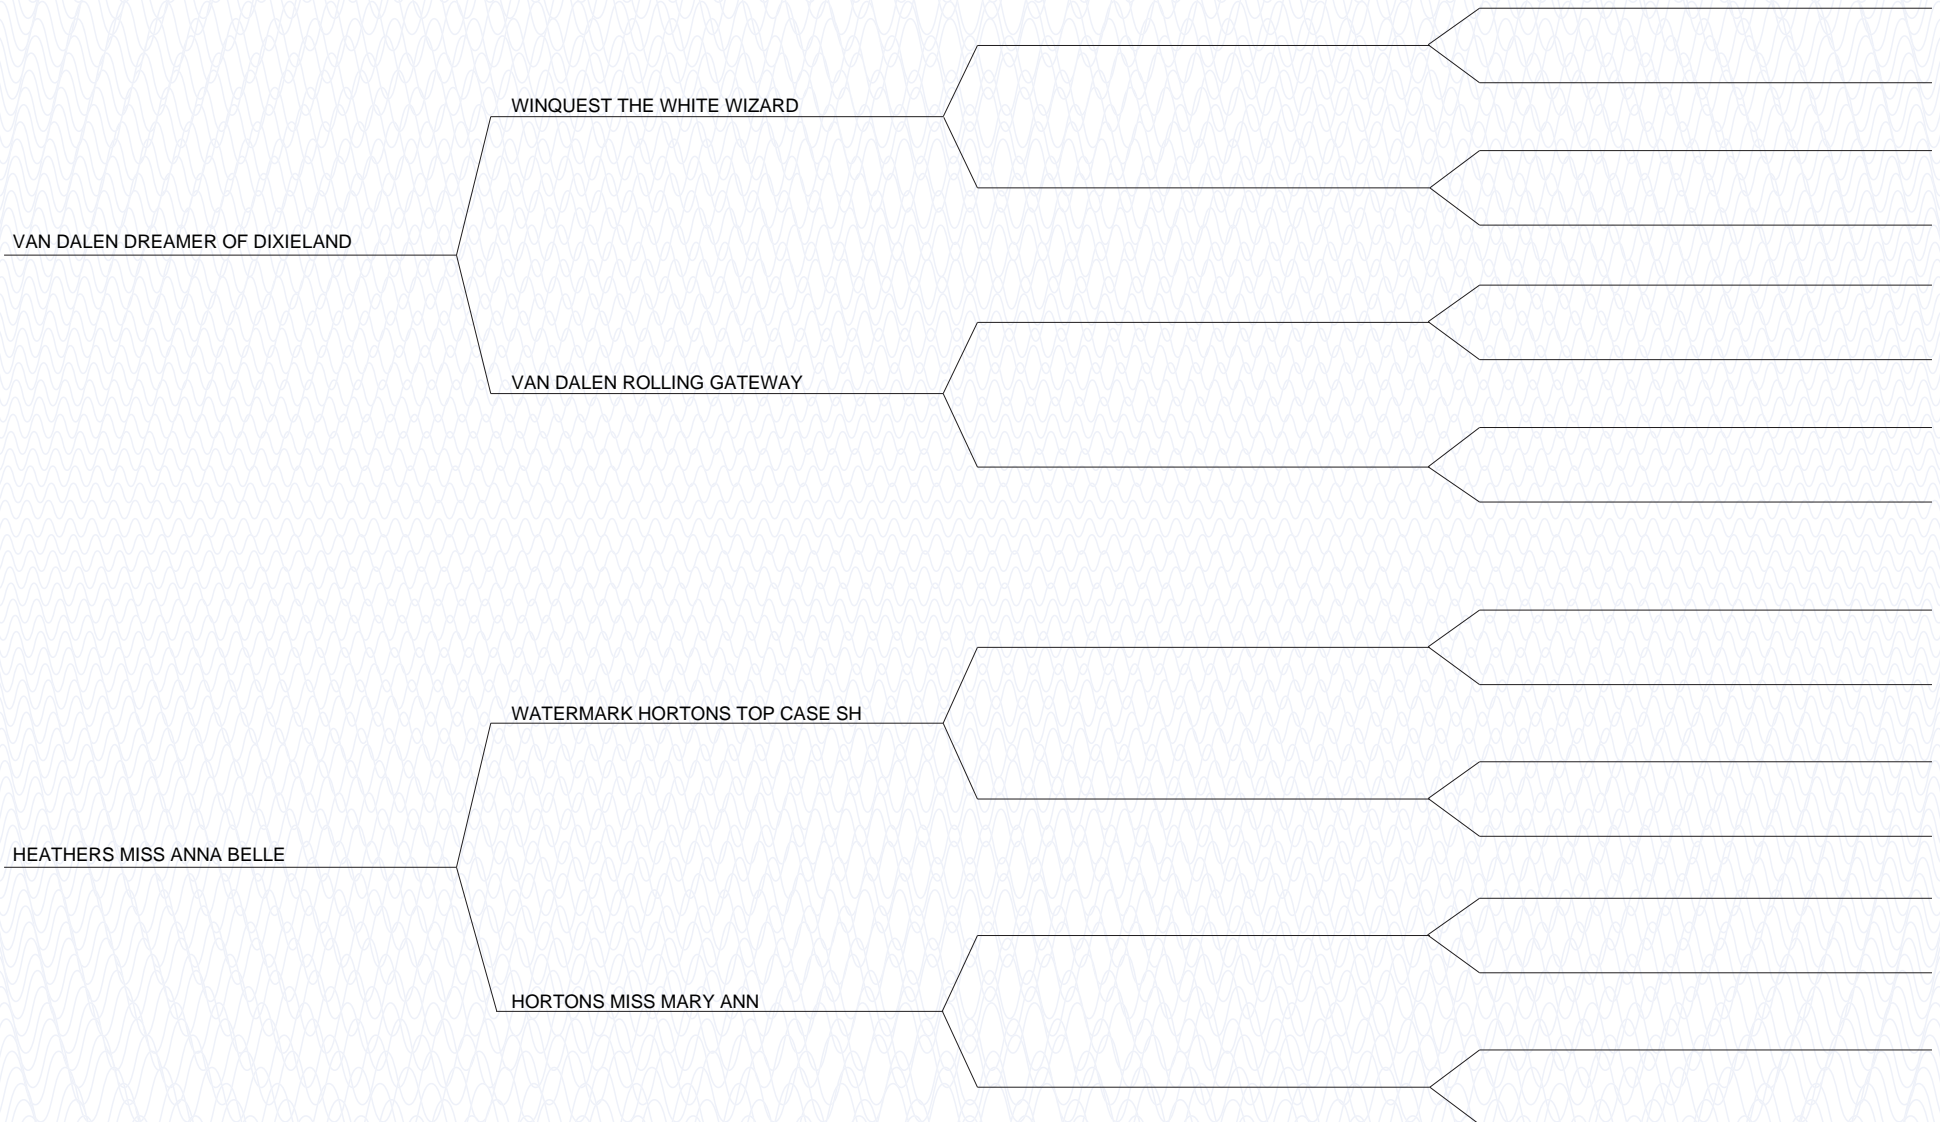 WINQUEST THE WHITE WIZARD
VAN DALEN DREAMER OF DIXIELAND
VAN DALEN ROLLING GATEWAY
WATERMARK HORTONS TOP CASE SH
HEATHERS MISS ANNA BELLE
HORTONS MISS MARY ANN